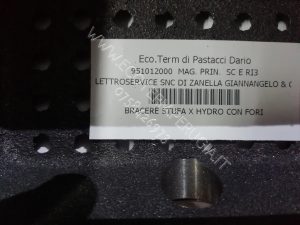 Eco.Term di Pastacci Dario
951012000 MAG. PRIN. SC E RI3
LETTROSERVICE SNC DI ZANELLA GIANNANGELO & C
BRACERE STUFA X HYDRO CON FORI